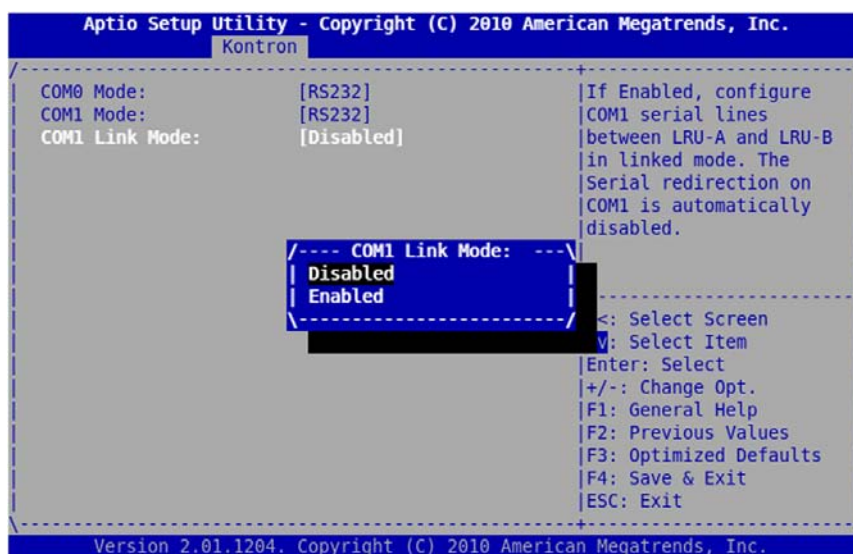 Aptio Setup Utility - Copyright (C) 2010 American Megatrends, Inc.
Kontron
COM0 Mode: [RS232]
COM1 Mode: [RS232]
COM1 Link Mode: [Disabled]
If Enabled, configure
COM1 serial lines
between LRU-A and LRU-B
in linked mode. The
Serial redirection on
COM1 is automatically
disabled.
COM1 Link Mode:
Disabled
Enabled
<: Select Screen
v: Select Item
Enter: Select
+/-: Change Opt.
F1: General Help
F2: Previous Values
F3: Optimized Defaults
F4: Save & Exit
ESC: Exit
Version 2.01.1204. Copyright (C) 2010 American Megatrends, Inc.